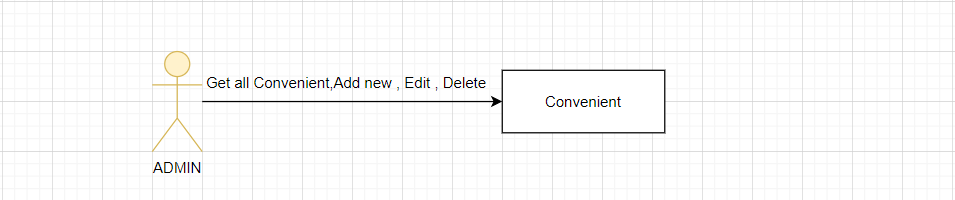 Get all Convenient,Add new , Edit , Delete
Convenient
ADMIN